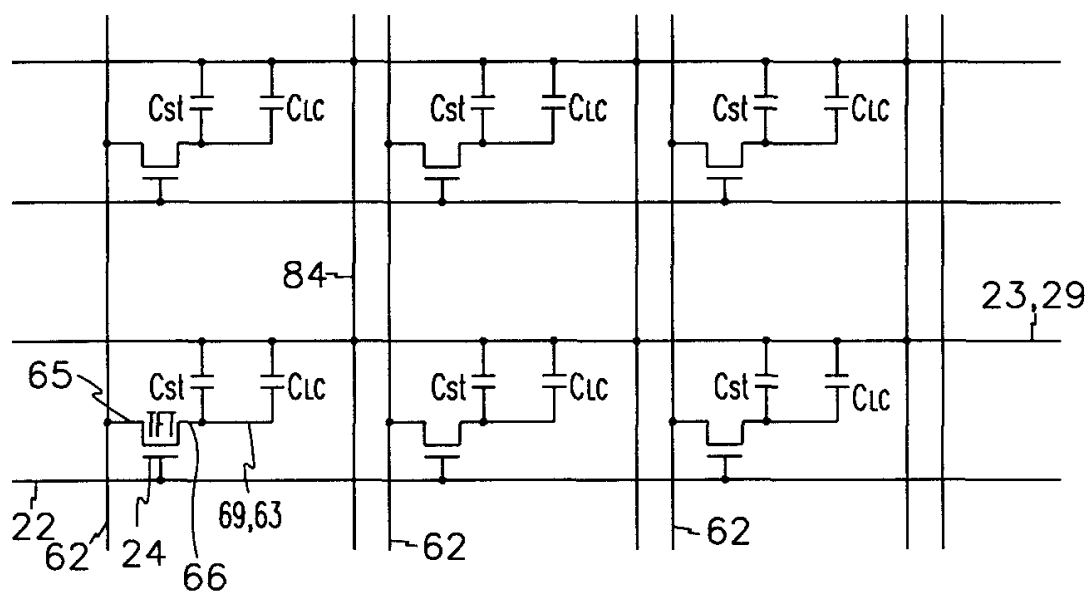 Cst CLC Cst CLC Cst CLC
84
23,29
65 Cst CLC Cst CLC Cst CLC
TFT
22 62 24 69,63 66 62 62